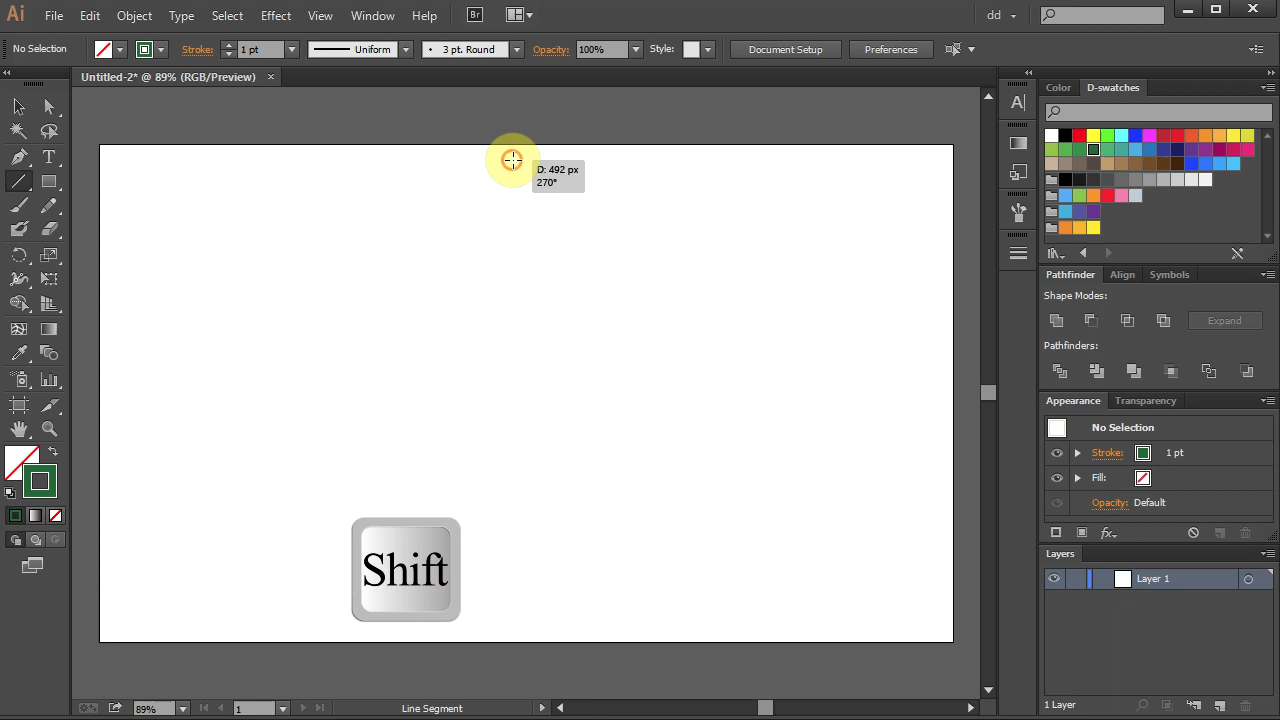 Ai File Edit Object Type Select Effect View Window Help Br dd
No Selection Stroke: 1 pt Uniform 3 pt. Round Opacity: 100% Style: Document Setup Preferences
Untitled-2* @ 89% (RGB/Preview)
Color D-swatches
D: 492 px
270°
Pathfinder Align Symbols
Shape Modes:
Expand
Pathfinders:
Appearance Transparency
No Selection
Stroke: 1 pt
Fill:
Opacity: Default
fx
Layers
Layer 1
Shift
89% 1 Line Segment 1 Layer